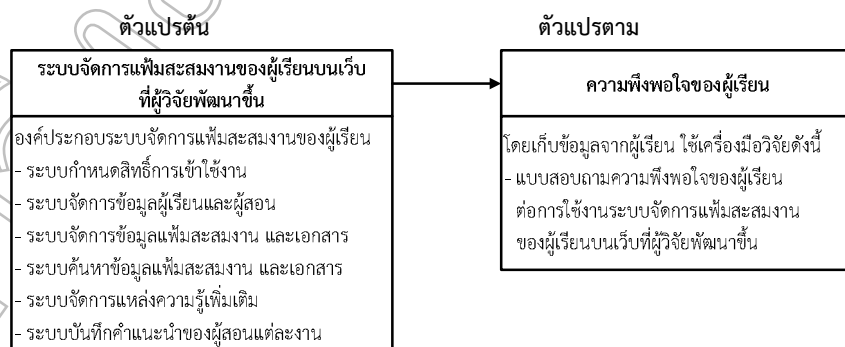 ตัวแปรต้น
ระบบจัดการแฟ้มสะสมงานของผู้เรียนบนเว็บ
ที่ผู้วิจัยพัฒนาขึ้น
องค์ประกอบระบบจัดการแฟ้มสะสมงานของผู้เรียน
- ระบบกำหนดสิทธิ์การเข้าใช้งาน
- ระบบจัดการข้อมูลผู้เรียนและผู้สอน
- ระบบจัดการข้อมูลแฟ้มสะสมงาน และเอกสาร
- ระบบค้นหาข้อมูลแฟ้มสะสมงาน และเอกสาร
- ระบบจัดการแหล่งความรู้เพิ่มเติม
- ระบบบันทึกคำแนะนำของผู้สอนแต่ละงาน
ตัวแปรตาม
ความพึงพอใจของผู้เรียน
โดยเก็บข้อมูลจากผู้เรียน ใช้เครื่องมือวิจัยดังนี้
- แบบสอบถามความพึงพอใจของผู้เรียน
ต่อการใช้งานระบบจัดการแฟ้มสะสมงาน
ของผู้เรียนบนเว็บที่ผู้วิจัยพัฒนาขึ้น